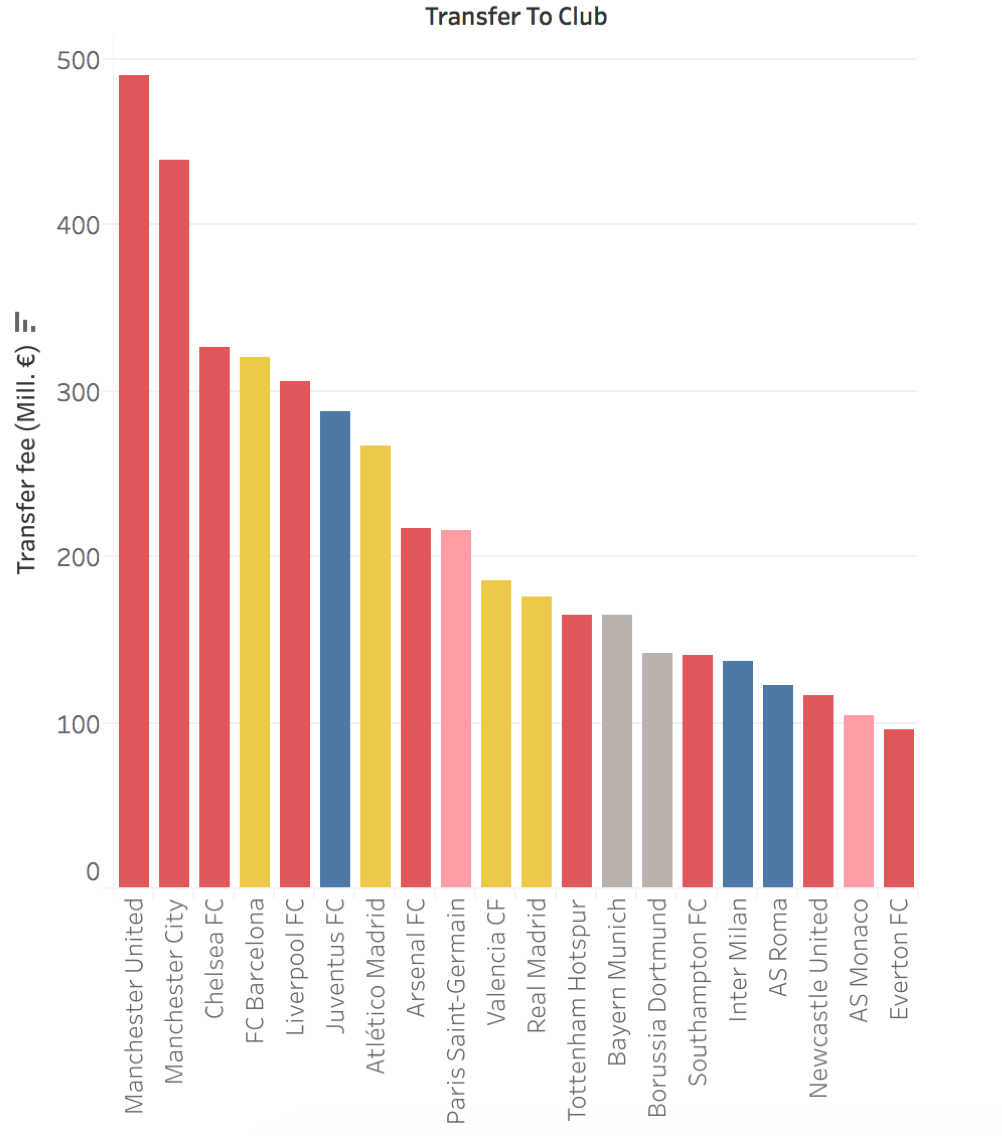 Transfer To Club
Transfer fee (Mill. €)
500
400
300
200
100
0
Manchester United
Manchester City
Chelsea FC
FC Barcelona
Liverpool FC
Juventus FC
Atlético Madrid
Arsenal FC
Paris Saint-Germain
Valencia CF
Real Madrid
Tottenham Hotspur
Bayern Munich
Borussia Dortmund
Southampton FC
Inter Milan
AS Roma
Newcastle United
AS Monaco
Everton FC